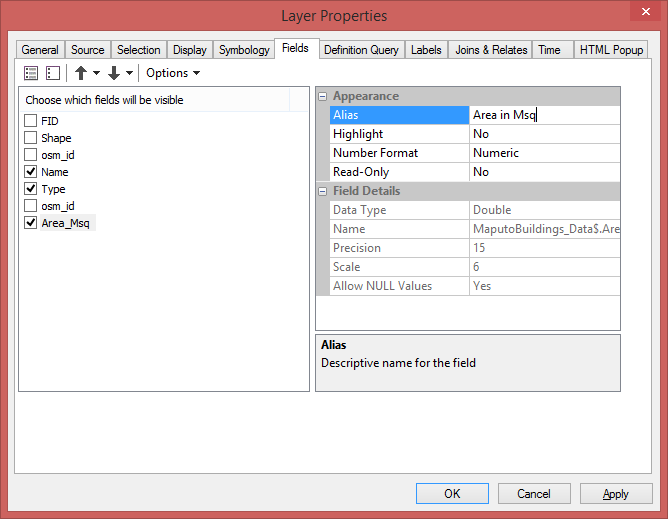 Layer Properties
General Source Selection Display Symbology Fields Definition Query Labels Joins & Relates Time HTML Popup
Options
Choose which fields will be visible
FID
Shape
osm_id
Name
Type
osm_id
Area_Msq
Appearance
Alias Area in Msq
Highlight No
Number Format Numeric
Read-Only No
Field Details
Data Type Double
Name MaputoBuildings_Data$.Are
Precision 15
Scale 6
Allow NULL Values Yes
Alias
Descriptive name for the field
OK Cancel Apply